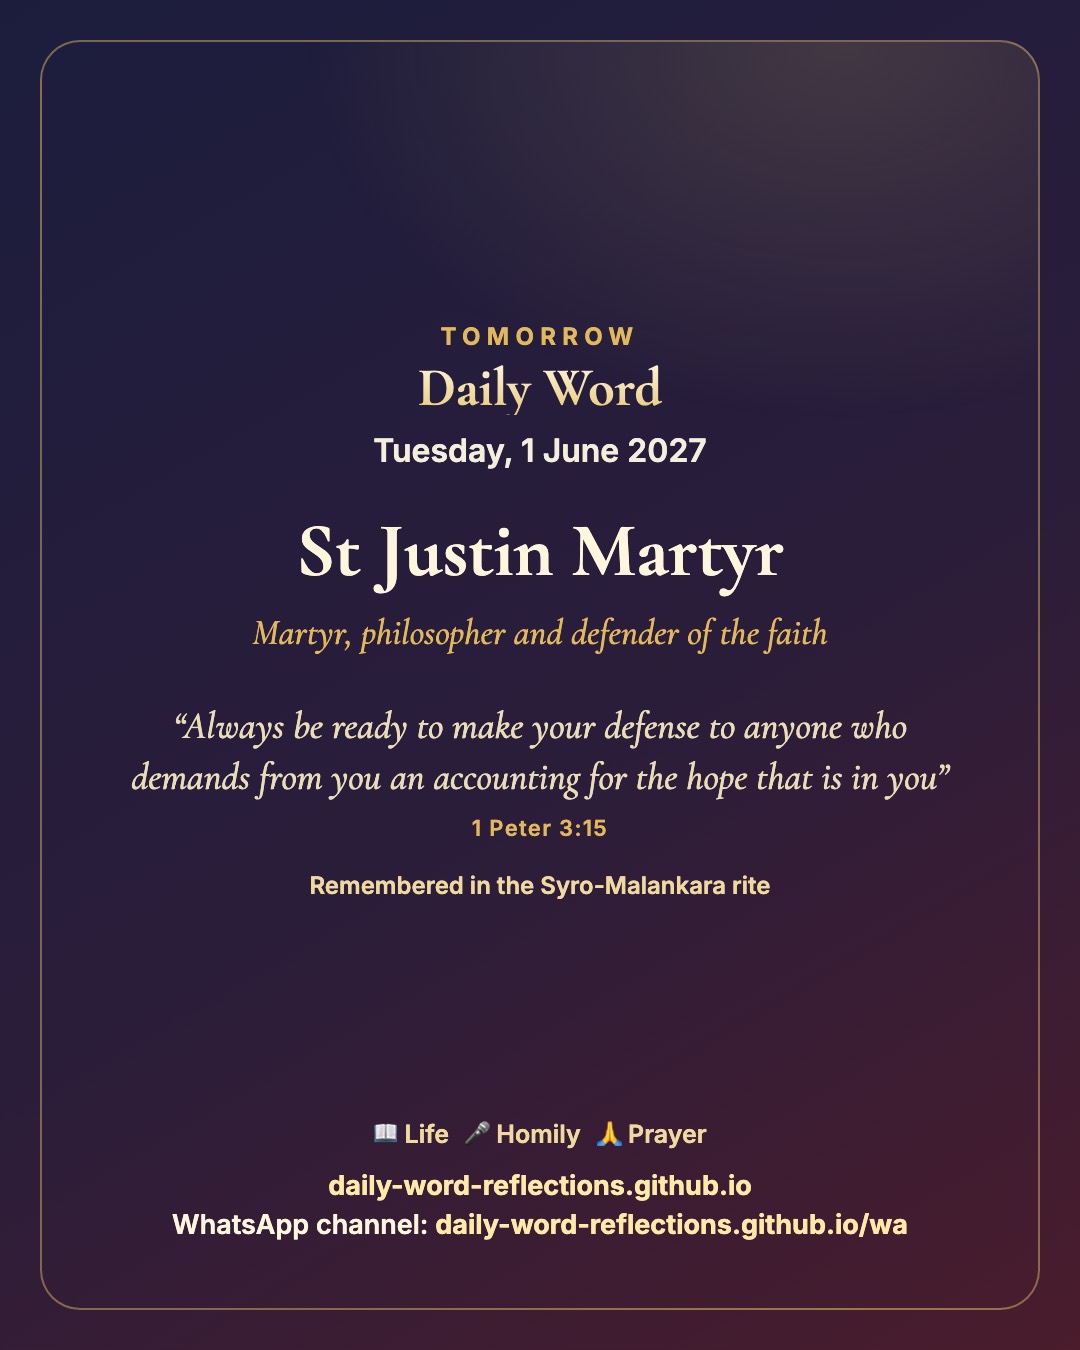 TOMORROW
Daily Word
Tuesday, 1 June 2027
St Justin Martyr
Martyr, philosopher and defender of the faith
“Always be ready to make your defense to anyone who
demands from you an accounting for the hope that is in you”
1 Peter 3:15
Remembered in the Syro-Malankara rite
📖 Life 🎤 Homily 🙏 Prayer
daily-word-reflections.github.io
WhatsApp channel: daily-word-reflections.github.io/wa